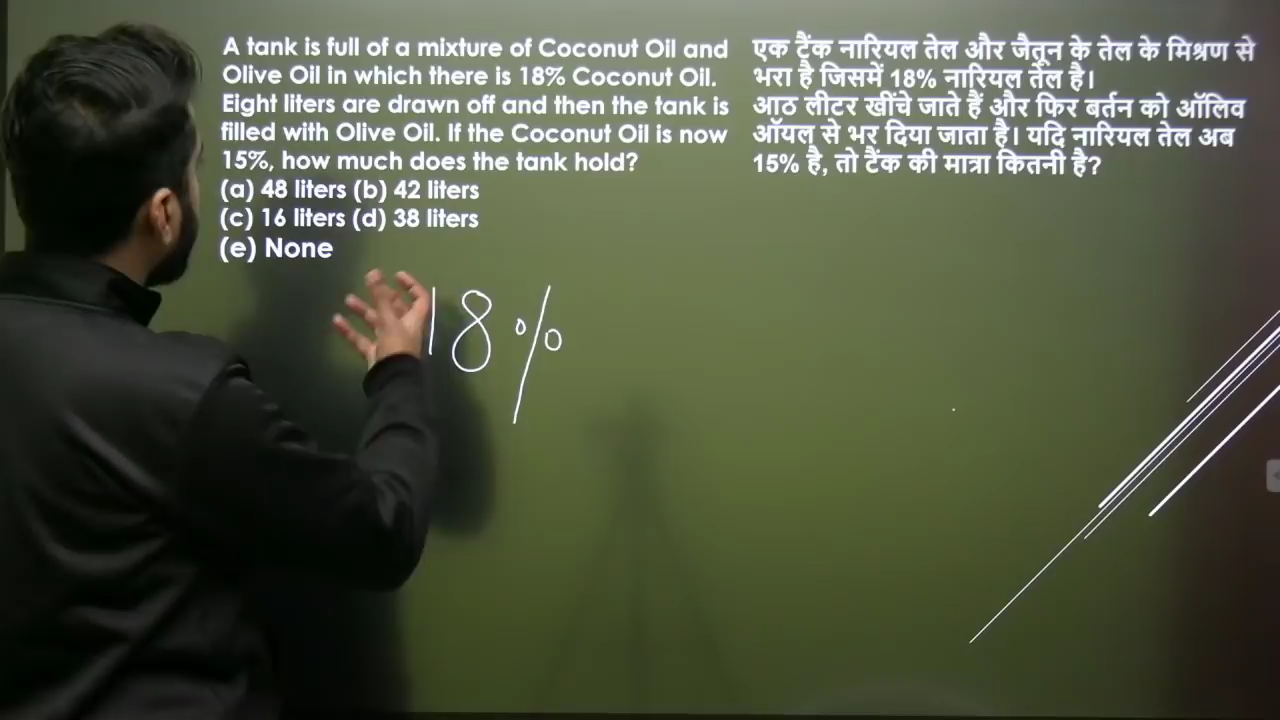 A tank is full of a mixture of Coconut Oil and
Olive Oil in which there is 18% Coconut Oil.
Eight liters are drawn off and then the tank is
filled with Olive Oil. If the Coconut Oil is now
15%, how much does the tank hold?
(a) 48 liters (b) 42 liters
(c) 16 liters (d) 38 liters
(e) None
एक टैंक नारियल तेल और जैतून के तेल के मिश्रण से
भरा है जिसमें 18% नारियल तेल है।
आठ लीटर खींचे जाते हैं और फिर बर्तन को ऑलिव
ऑयल से भर दिया जाता है। यदि नारियल तेल अब
15% है, तो टैंक की मात्रा कितनी है?
18%